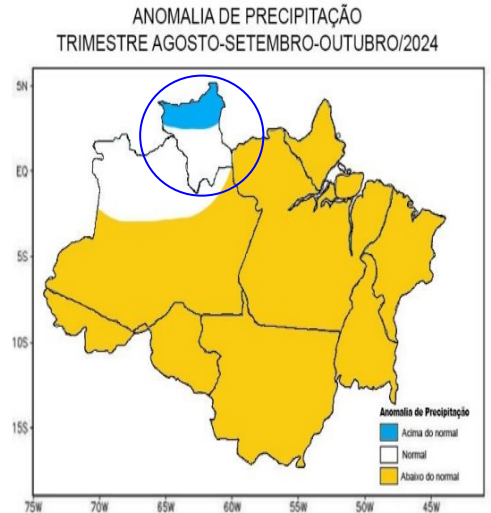 ANOMALIA DE PRECIPITAÇÃO
TRIMESTRE AGOSTO-SETEMBRO-OUTUBRO/2024
5N
EQ
5S
10S
15S
75W 70W 65W 60W 55W 50W 45W
Anomalia de Precipitação
Acima do normal
Normal
Abaixo do normal